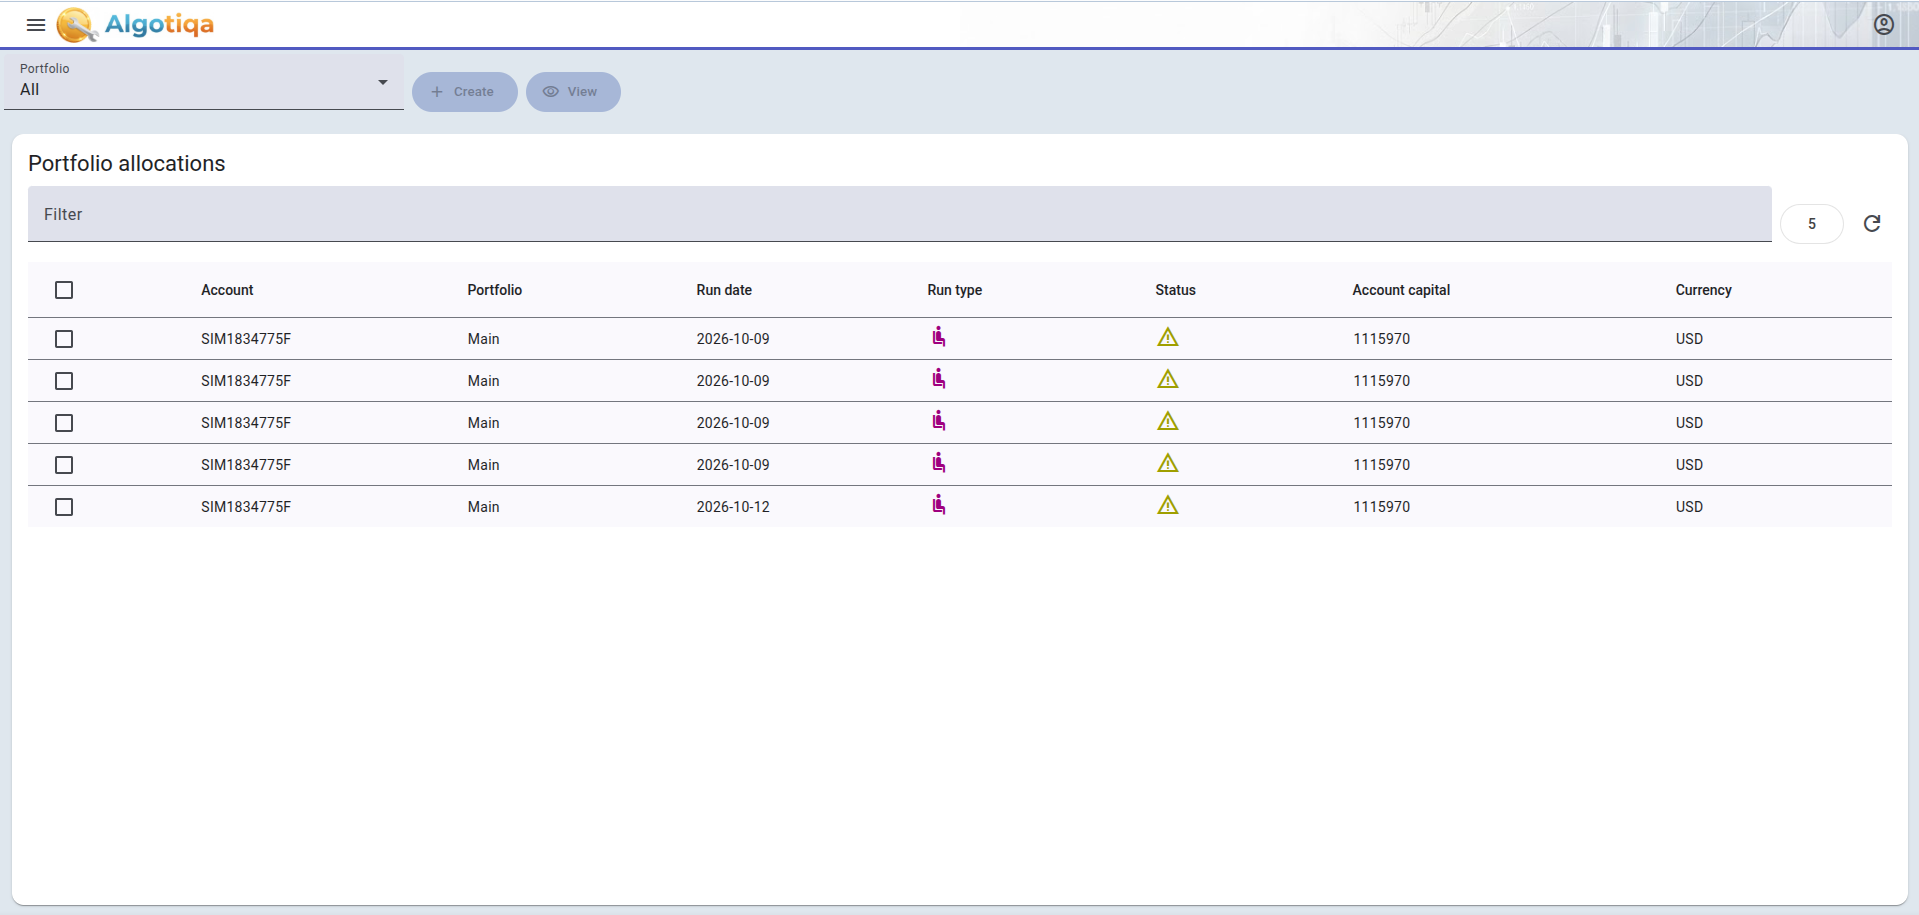 Algotiqa
Portfolio
All
Create
View
Portfolio allocations
Filter
5
Account Portfolio Run date Run type Status Account capital Currency
SIM1834775F Main 2026-10-09 1115970 USD
SIM1834775F Main 2026-10-09 1115970 USD
SIM1834775F Main 2026-10-09 1115970 USD
SIM1834775F Main 2026-10-09 1115970 USD
SIM1834775F Main 2026-10-12 1115970 USD